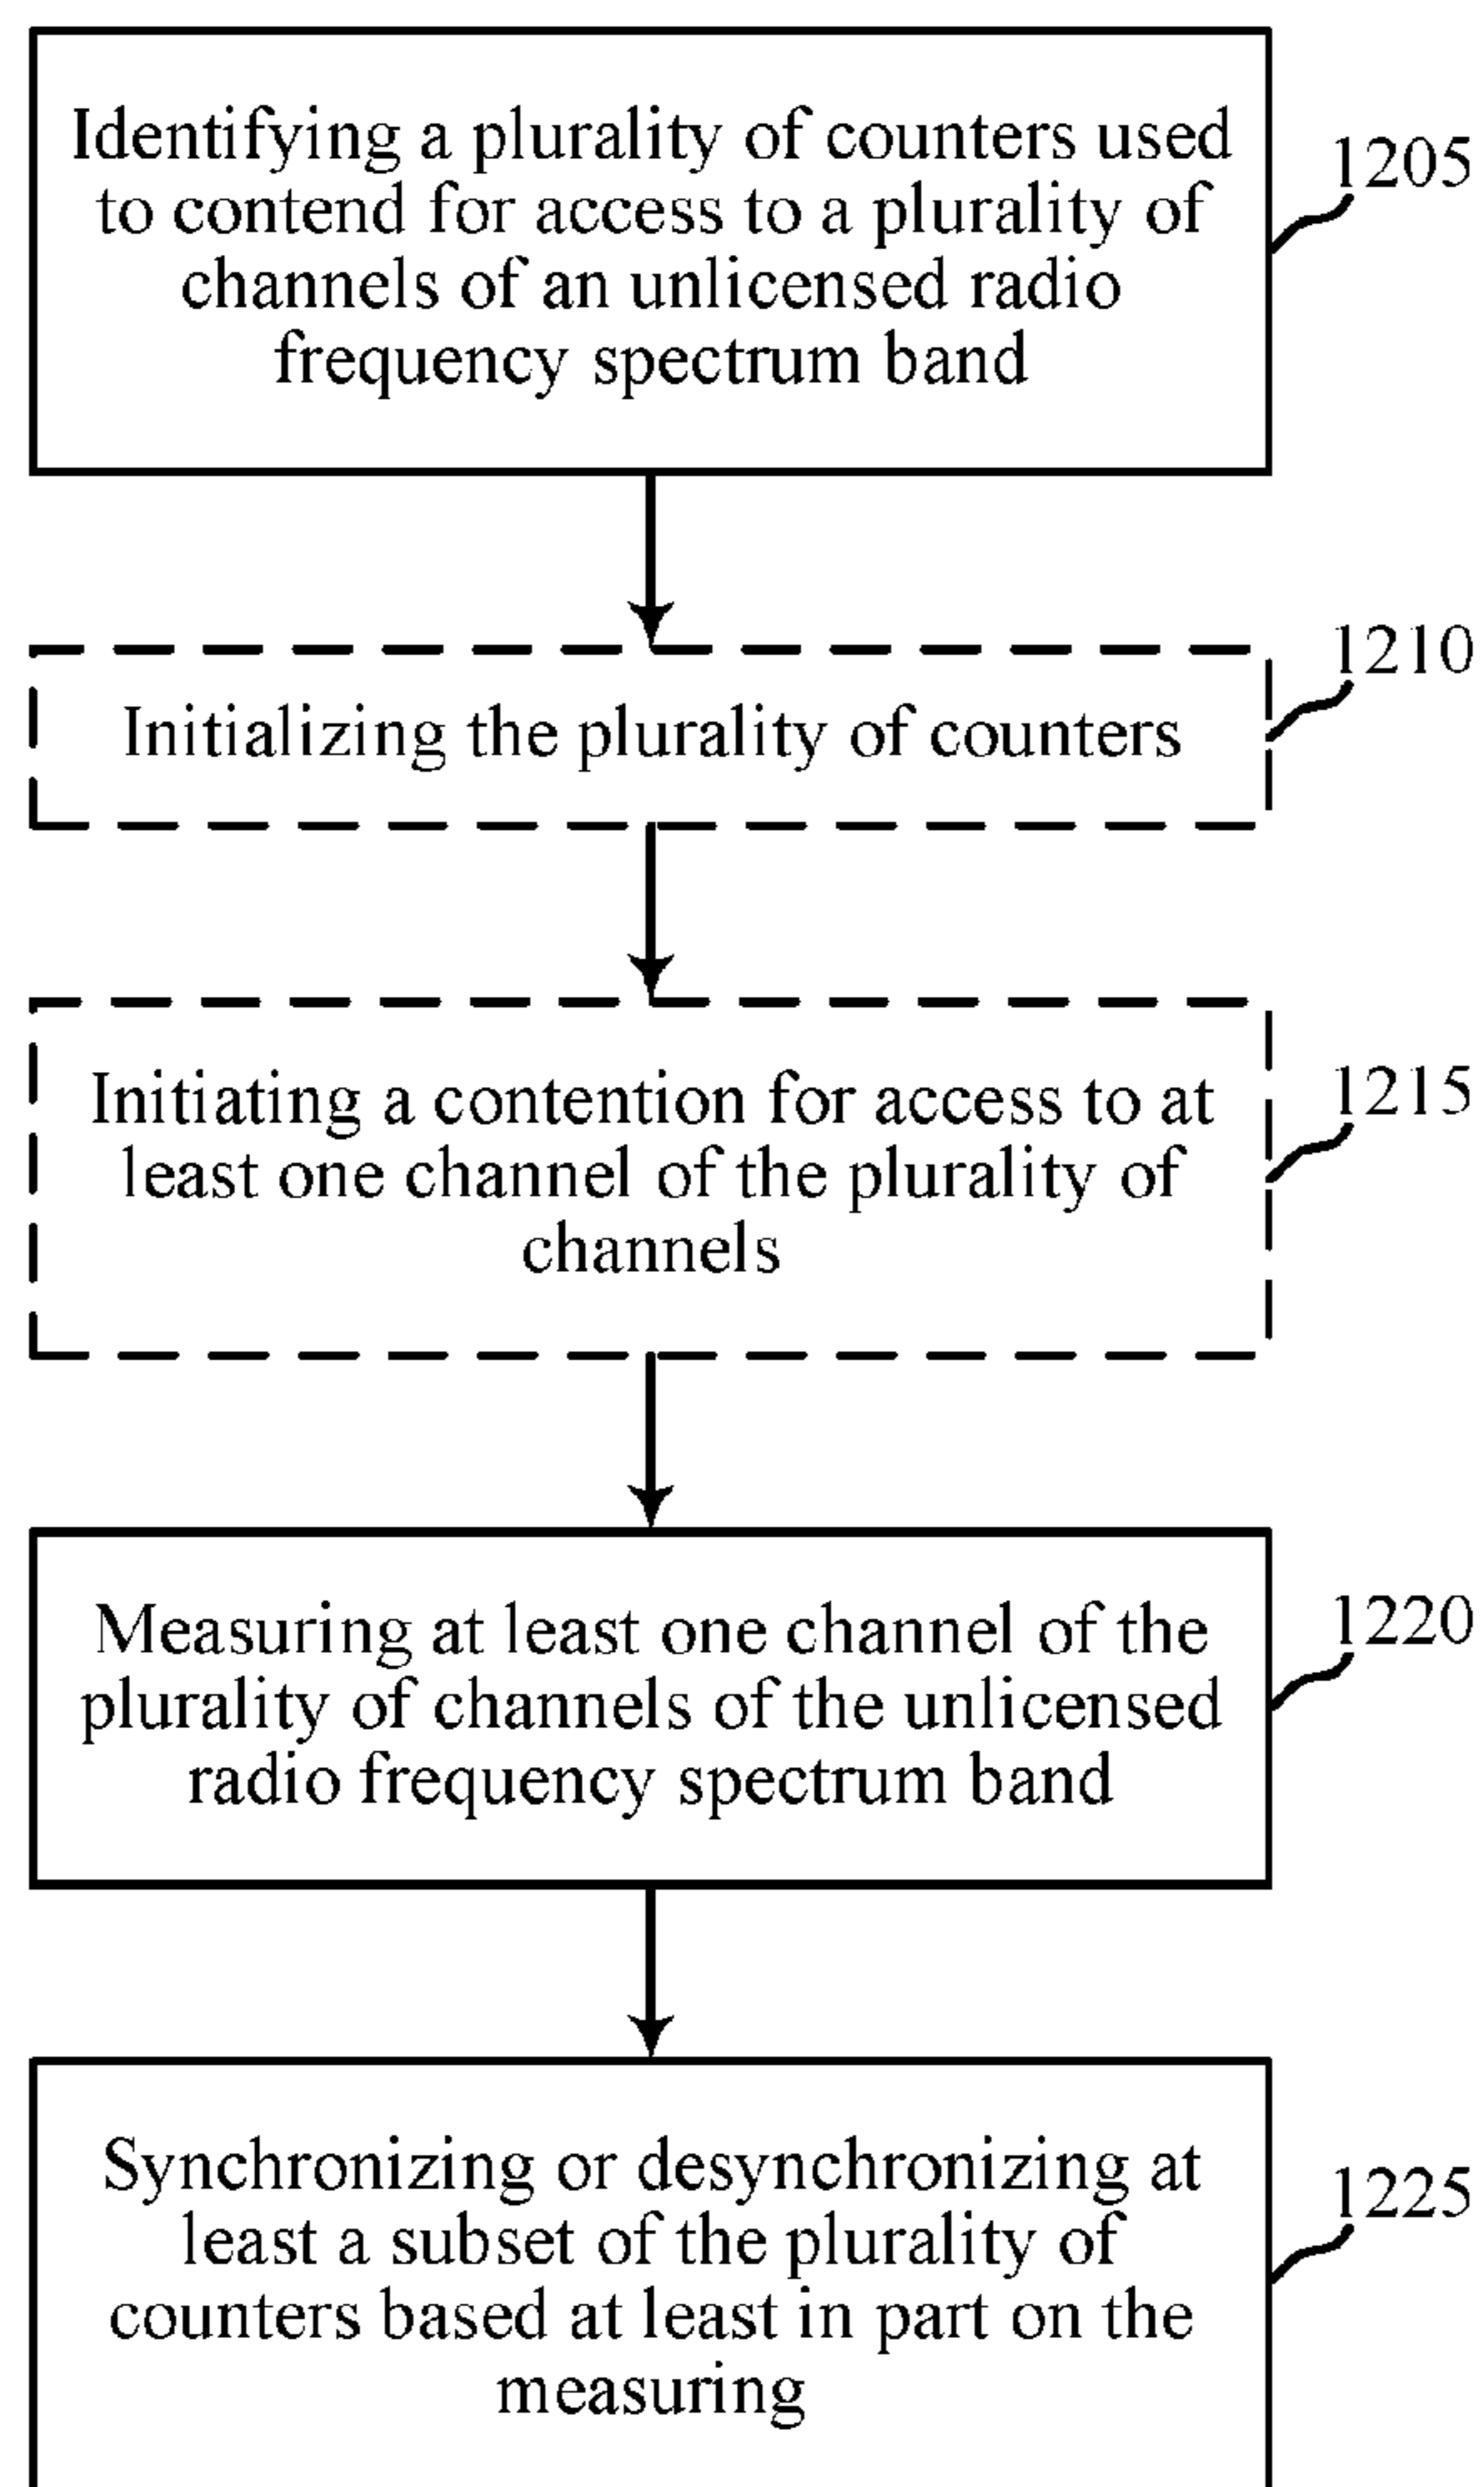 Identifying a plurality of counters used
to contend for access to a plurality of
channels of an unlicensed radio
frequency spectrum band
1205
Initializing the plurality of counters
1210
Initiating a contention for access to at
least one channel of the plurality of
channels
1215
Measuring at least one channel of the
plurality of channels of the unlicensed
radio frequency spectrum band
1220
Synchronizing or desynchronizing at
least a subset of the plurality of
counters based at least in part on the
measuring
1225